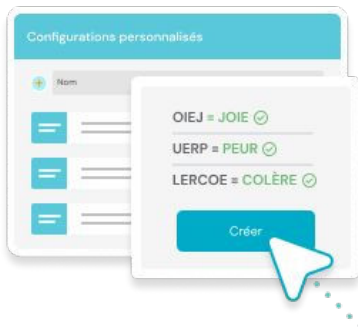 Configurations personnalisés
Nom
OIEJ = JOIE
UERP = PEUR
LERCOE = COLÈRE
Créer